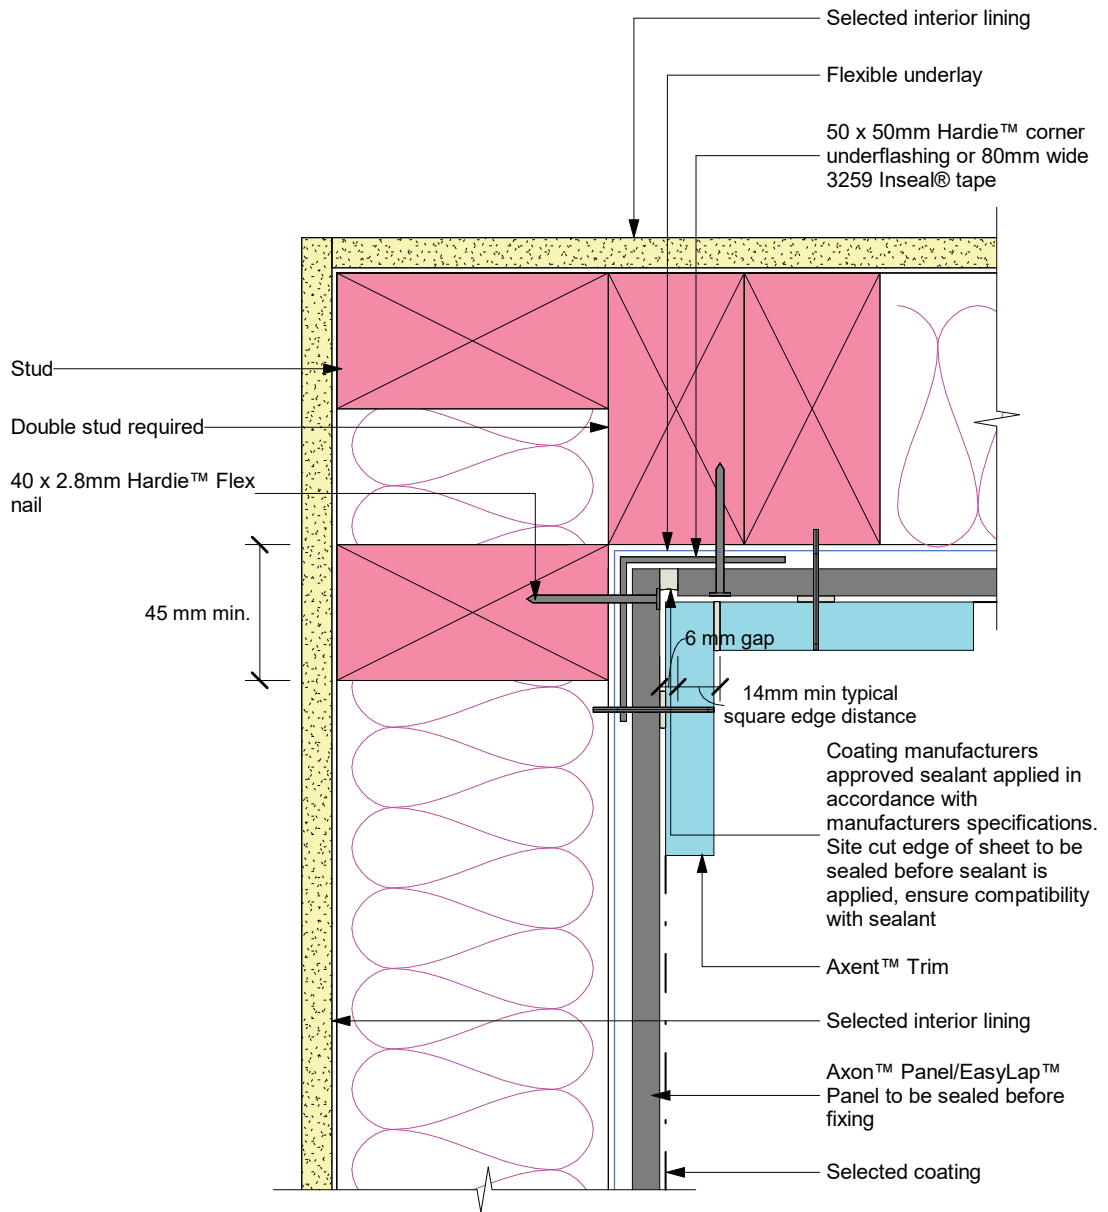 Selected interior lining
Flexible underlay
50 x 50mm Hardie™ corner
underflashing or 80mm wide
3259 Inseal® tape
Stud
Double stud required
40 x 2.8mm Hardie™ Flex
nail
45 mm min.
6 mm gap
14mm min typical
square edge distance
Coating manufacturers
approved sealant applied in
accordance with
manufacturers specifications.
Site cut edge of sheet to be
sealed before sealant is
applied, ensure compatibility
with sealant
Axent™ Trim
Selected interior lining
Axon™ Panel/EasyLap™
Panel to be sealed before
fixing
Selected coating